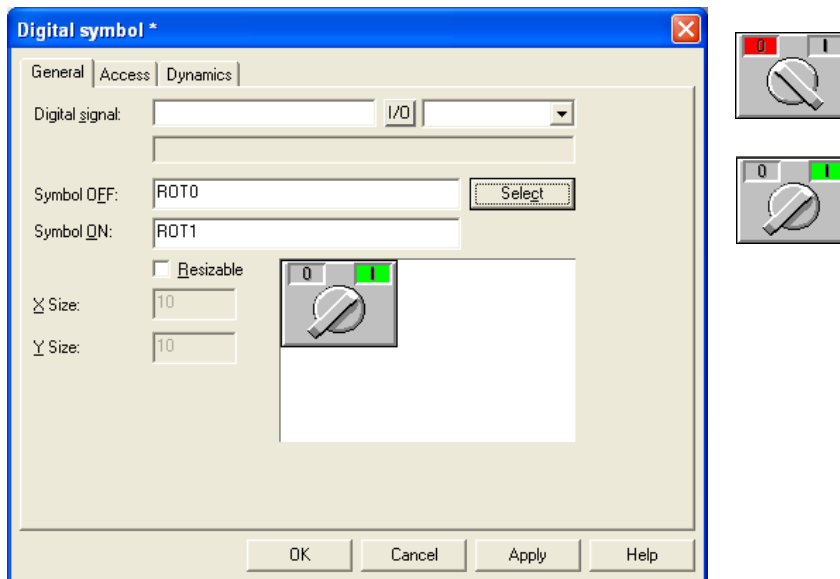 Digital symbol *
0 I
General Access Dynamics
Digital signal: I/O
0 I
Symbol OFF: ROT0 Select
Symbol ON: ROT1
Resizable
0 I
X Size: 10
Y Size: 10
OK Cancel Apply Help